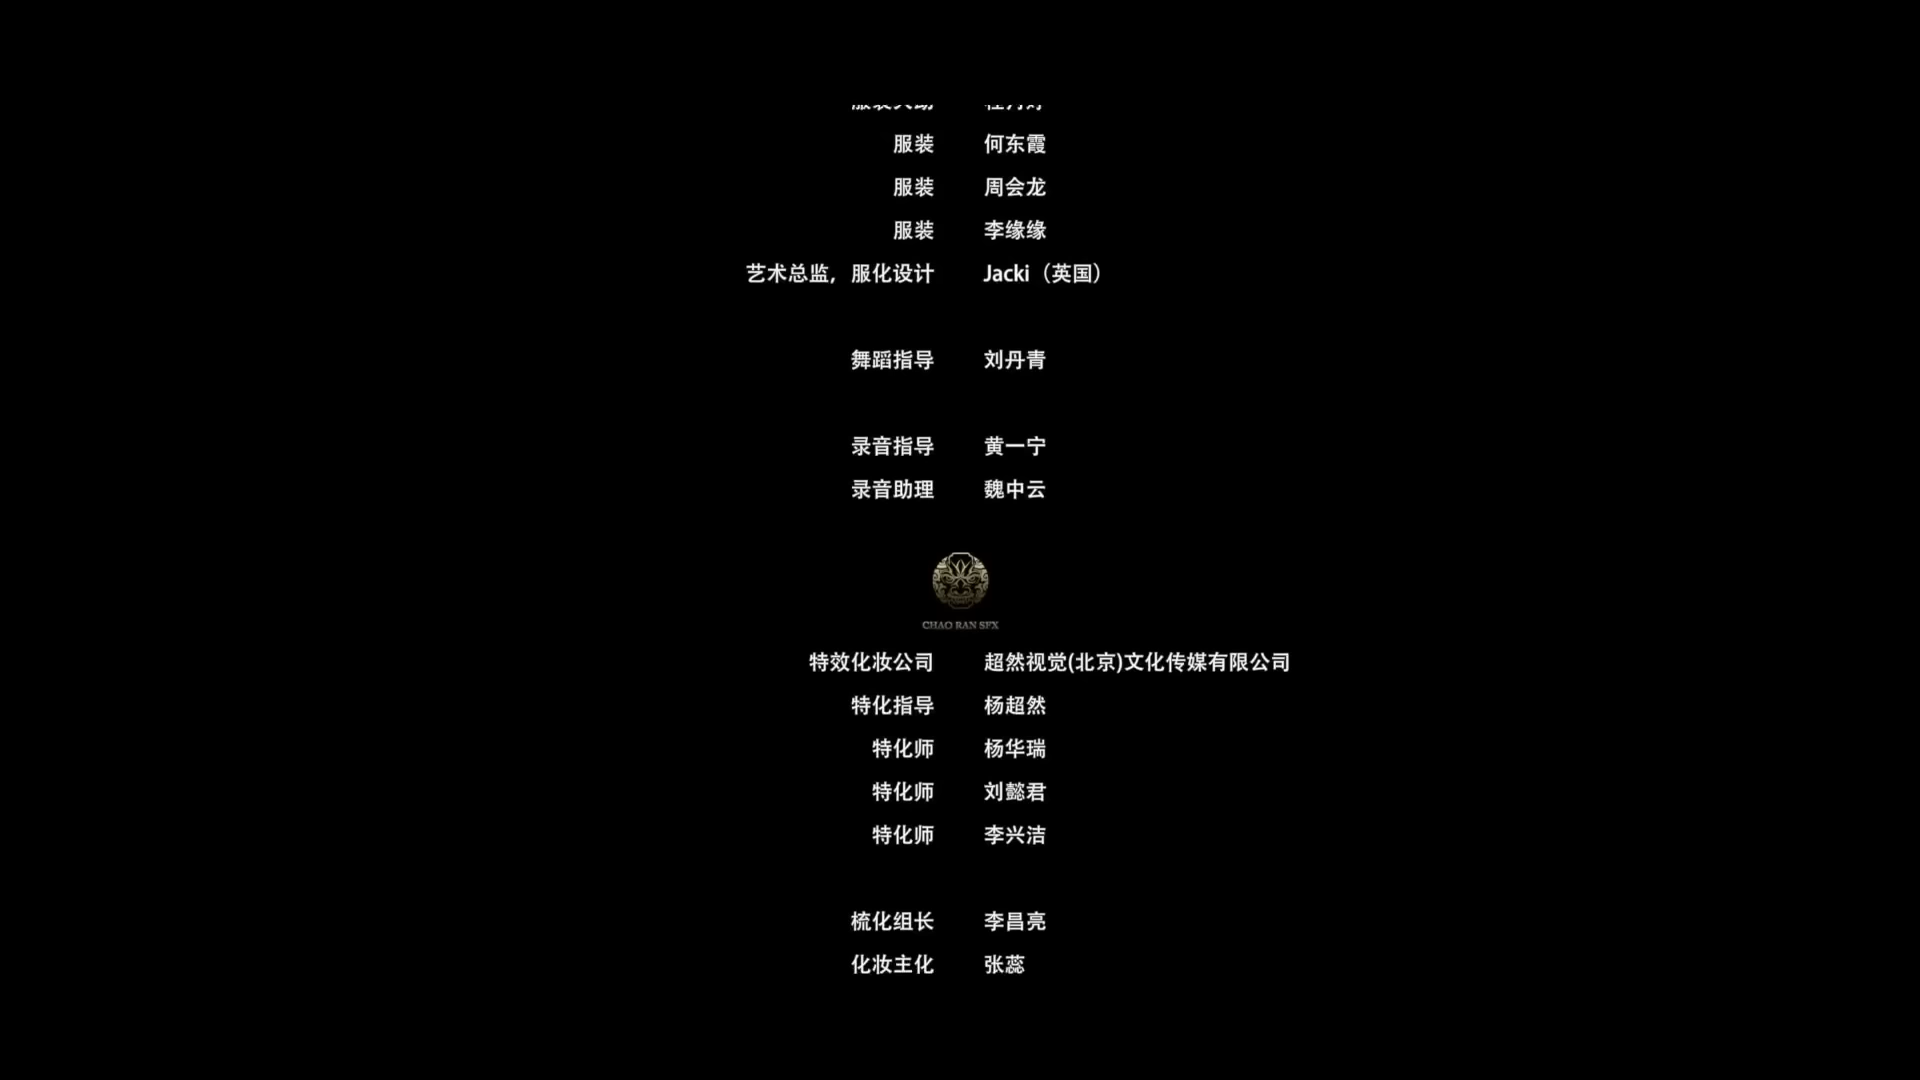 服装 何东霞
服装 周会龙
服装 李缘缘
艺术总监，服化设计 Jacki（英国）
舞蹈指导 刘丹青
录音指导 黄一宁
录音助理 魏中云
CHAO RAN SFX
特效化妆公司 超然视觉(北京)文化传媒有限公司
特化指导 杨超然
特化师 杨华瑞
特化师 刘懿君
特化师 李兴洁
梳化组长 李昌亮
化妆主化 张蕊